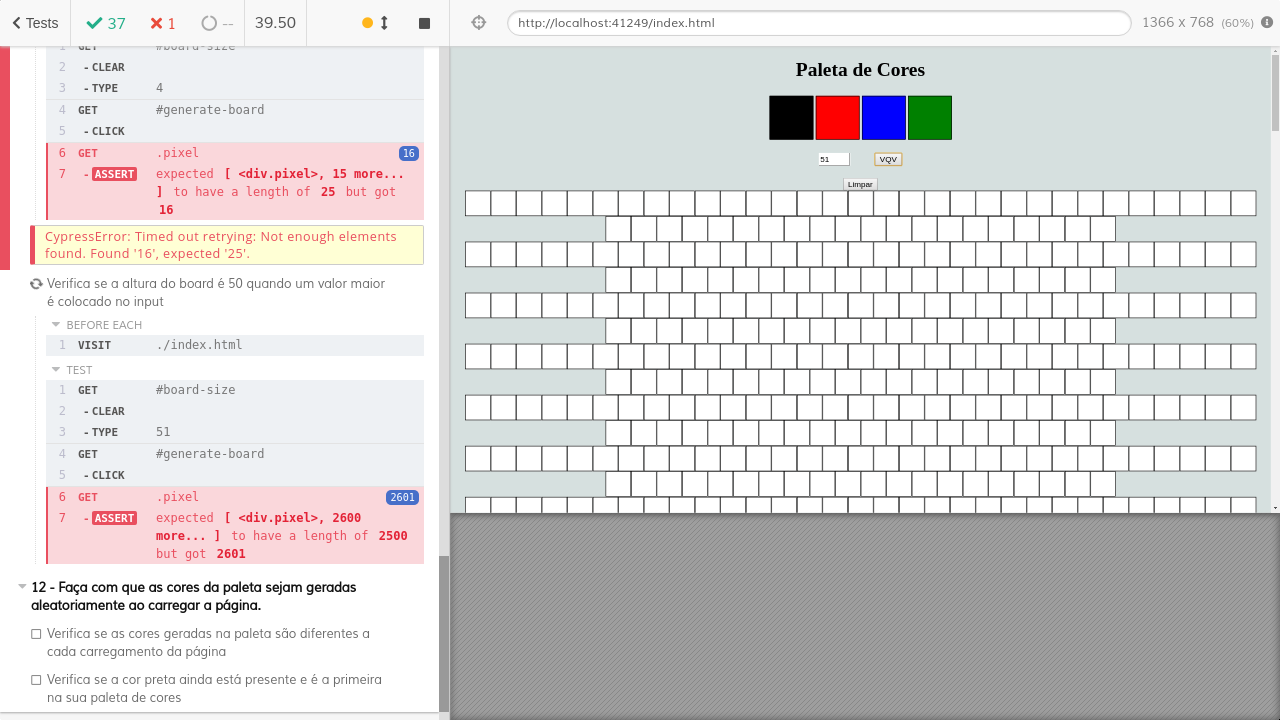 Tests 37 1 -- 39.50
1 GET #board-size
2 - CLEAR
3 - TYPE 4
4 GET #generate-board
5 - CLICK
6 GET .pixel 16
7 - ASSERT expected [ <div.pixel>, 15 more...
] to have a length of 25 but got
16
CypressError: Timed out retrying: Not enough elements
found. Found '16', expected '25'.
Verifica se a altura do board é 50 quando um valor maior
é colocado no input
BEFORE EACH
1 VISIT ./index.html
TEST
1 GET #board-size
2 - CLEAR
3 - TYPE 51
4 GET #generate-board
5 - CLICK
6 GET .pixel 2601
7 - ASSERT expected [ <div.pixel>, 2600
more... ] to have a length of 2500
but got 2601
12 - Faça com que as cores da paleta sejam geradas
aleatoriamente ao carregar a página.
Verifica se as cores geradas na paleta são diferentes a
cada carregamento da página
Verifica se a cor preta ainda está presente e é a primeira
na sua paleta de cores
http://localhost:41249/index.html 1366 x 768 (60%)
Paleta de Cores
51 VQV
Limpar